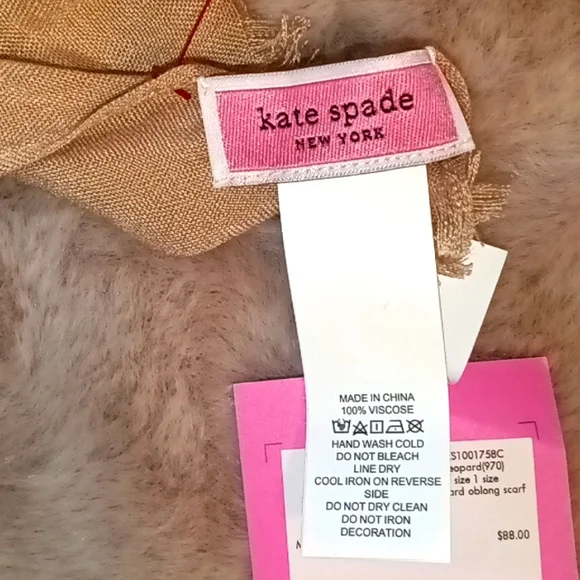 kate spade
NEW YORK
MADE IN CHINA
100% VISCOSE
HAND WASH COLD
DO NOT BLEACH
LINE DRY
COOL IRON ON REVERSE
SIDE
DO NOT DRY CLEAN
DO NOT IRON
DECORATION
S1001758C
eopard(970)
size 1 size
ard oblong scarf
$88.00